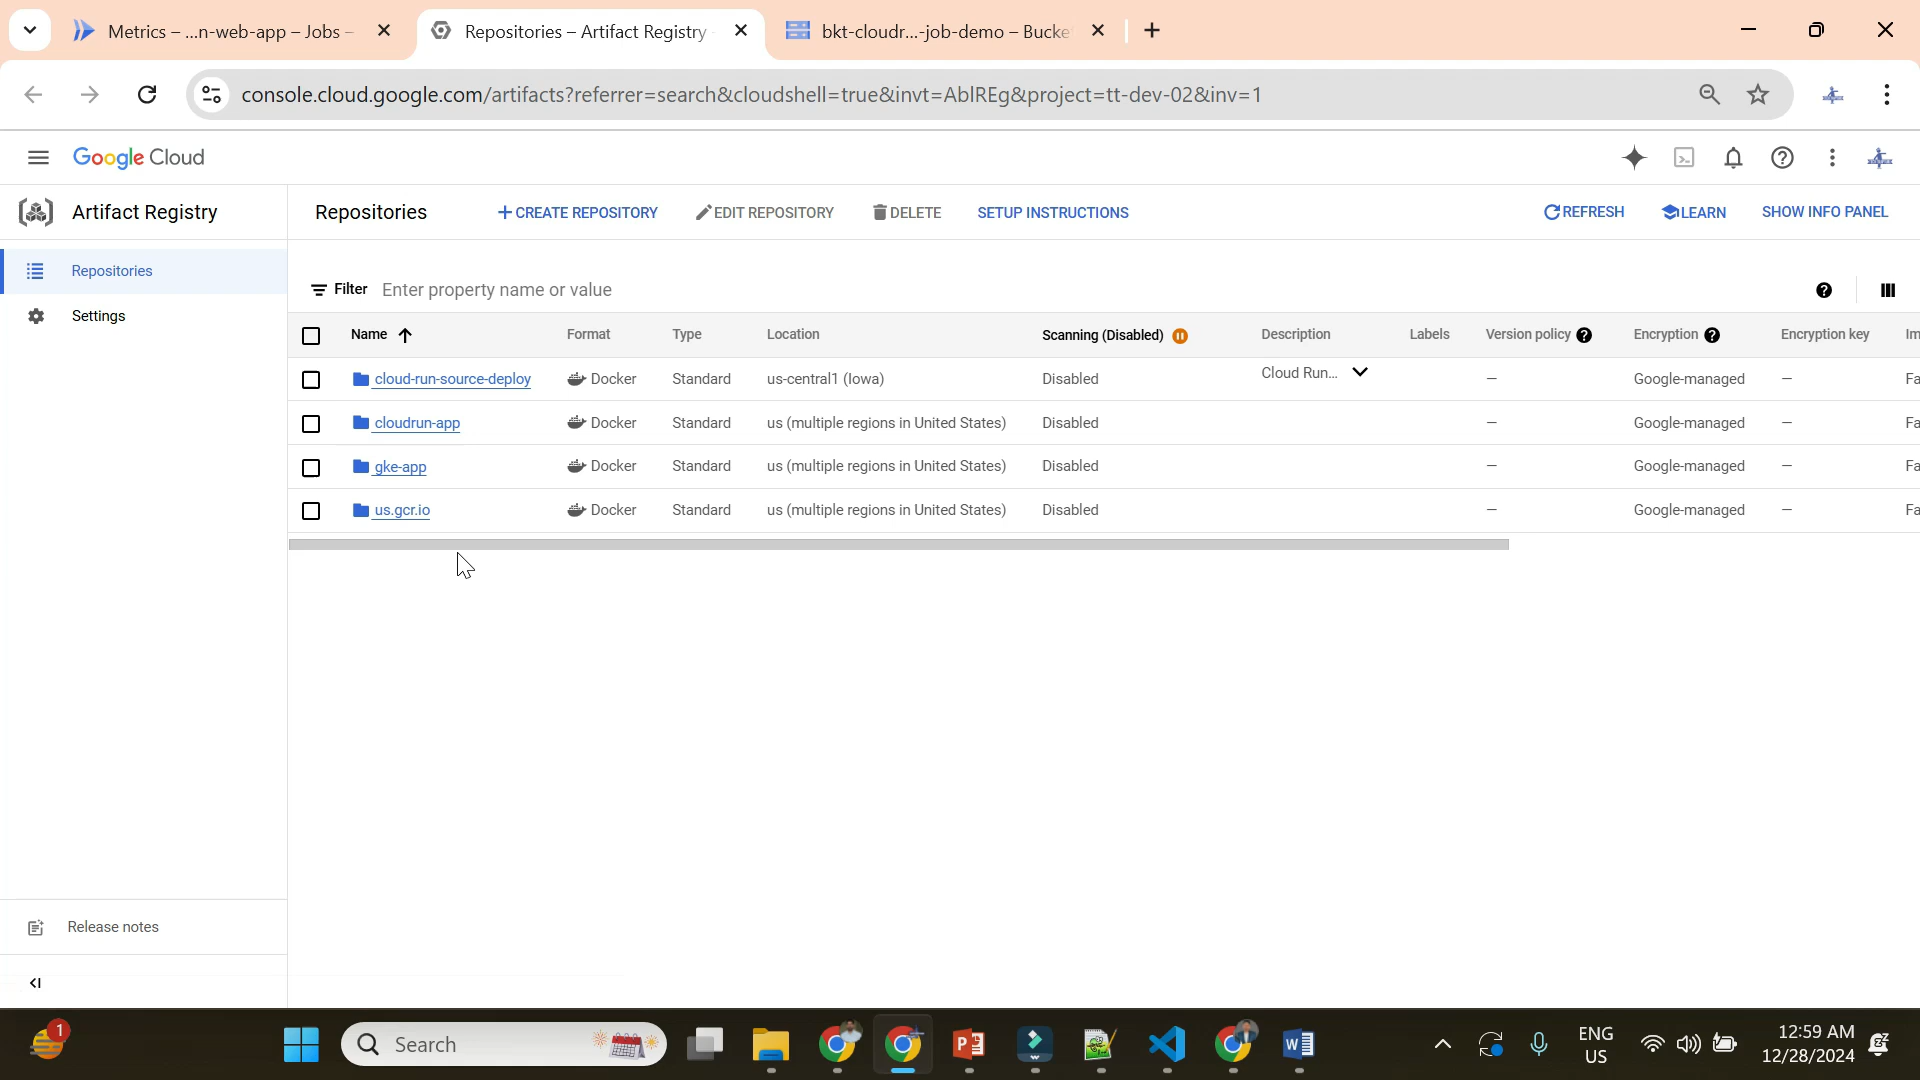 Metrics – ...n-web-app – Jobs –
Repositories – Artifact Registry
bkt-cloudr...-job-demo – Bucke
console.cloud.google.com/artifacts?referrer=search&cloudshell=true&invt=AblREg&project=tt-dev-02&inv=1
Google Cloud
Artifact Registry
Repositories
CREATE REPOSITORY
EDIT REPOSITORY
DELETE
SETUP INSTRUCTIONS
REFRESH
LEARN
SHOW INFO PANEL
Repositories
Settings
Filter Enter property name or value
Name Format Type Location Scanning (Disabled) Description Labels Version policy Encryption Encryption key Im
cloud-run-source-deploy Docker Standard us-central1 (Iowa) Disabled Cloud Run... – Google-managed – Fa
cloudrun-app Docker Standard us (multiple regions in United States) Disabled – Google-managed – Fa
gke-app Docker Standard us (multiple regions in United States) Disabled – Google-managed – Fa
us.gcr.io Docker Standard us (multiple regions in United States) Disabled – Google-managed – Fa
Release notes
1
Search
ENG
US
12:59 AM
12/28/2024